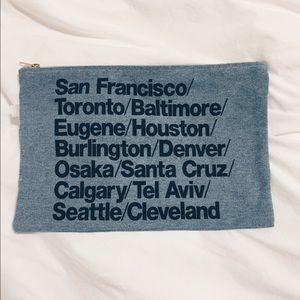 San Francisco/
Toronto/Baltimore/
Eugene/Houston/
Burlington/Denver/
Osaka/Santa Cruz/
Calgary/Tel Aviv/
Seattle/Cleveland